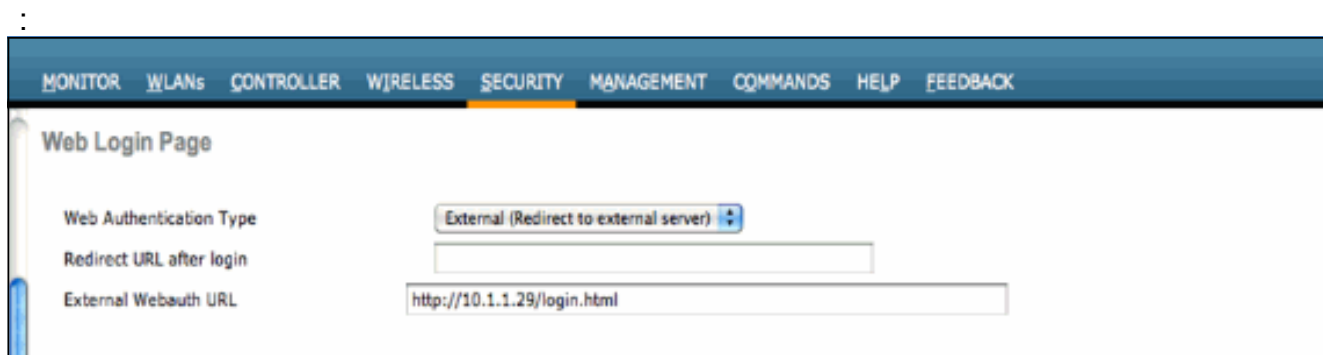 :
MONITOR WLANs CONTROLLER WIRELESS SECURITY MANAGEMENT COMMANDS HELP FEEDBACK
Web Login Page
Web Authentication Type External (Redirect to external server)
Redirect URL after login
External Webauth URL http://10.1.1.29/login.html